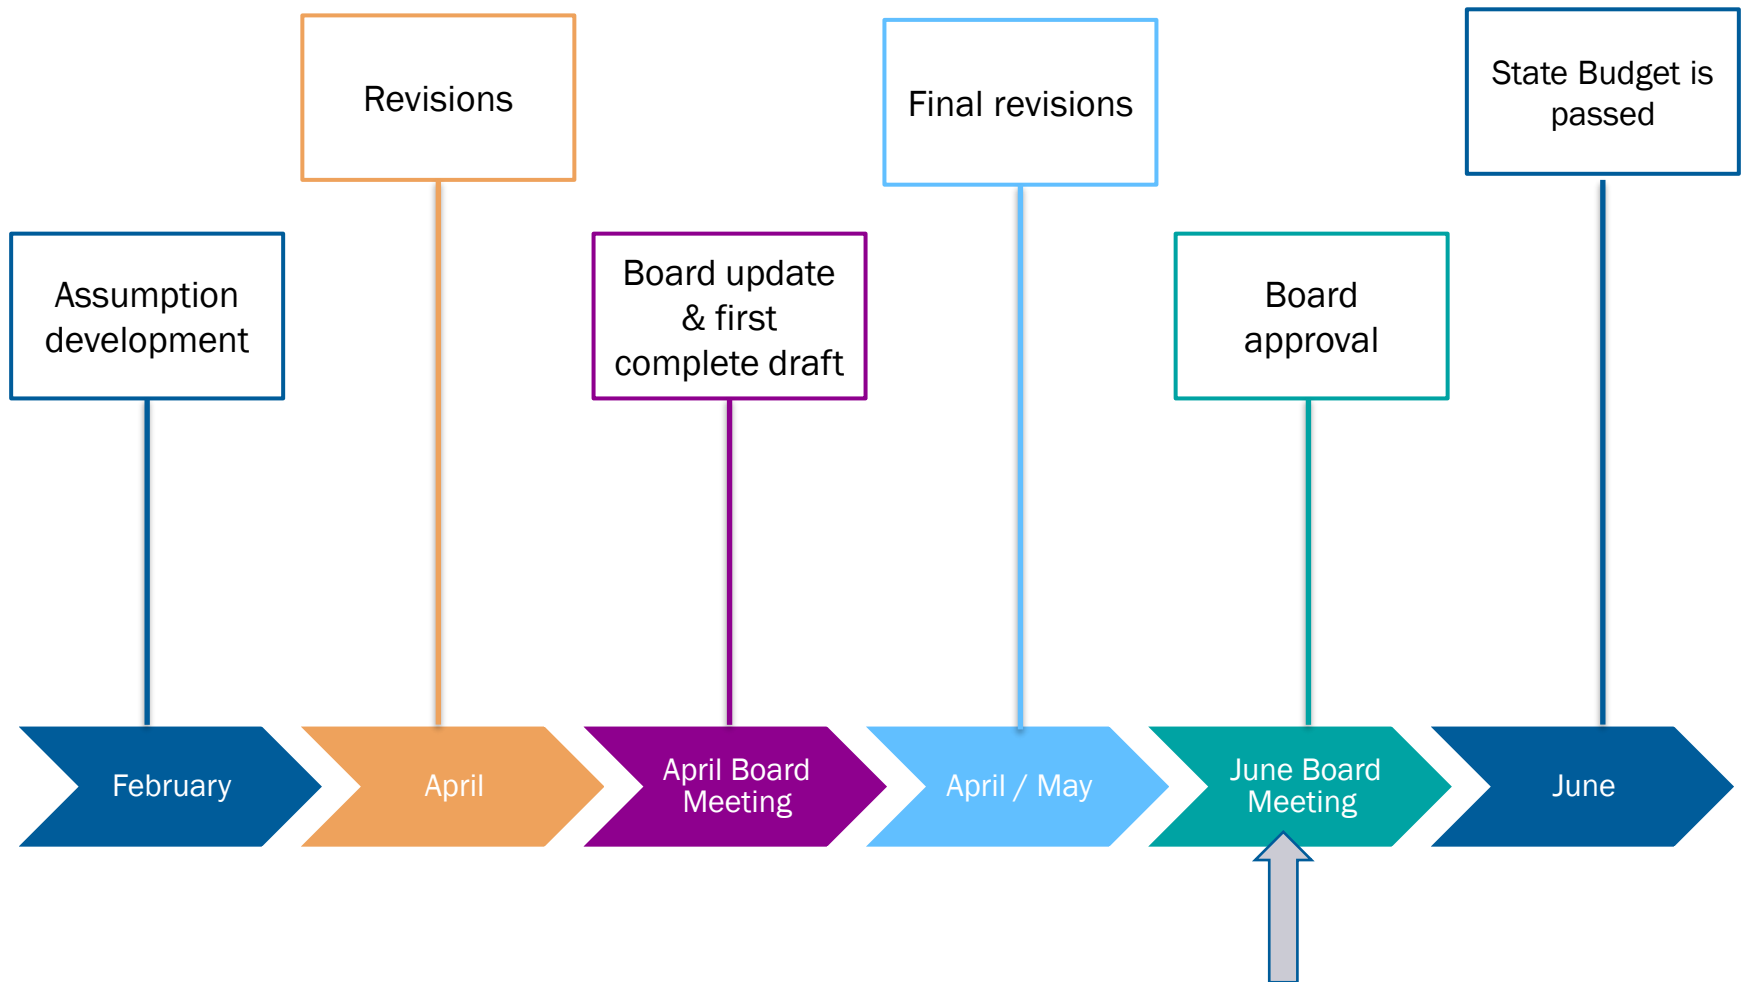 Revisions
Final revisions
State Budget is
passed
Assumption
development
Board update
& first
complete draft
Board
approval
February
April
April Board
Meeting
April / May
June Board
Meeting
June